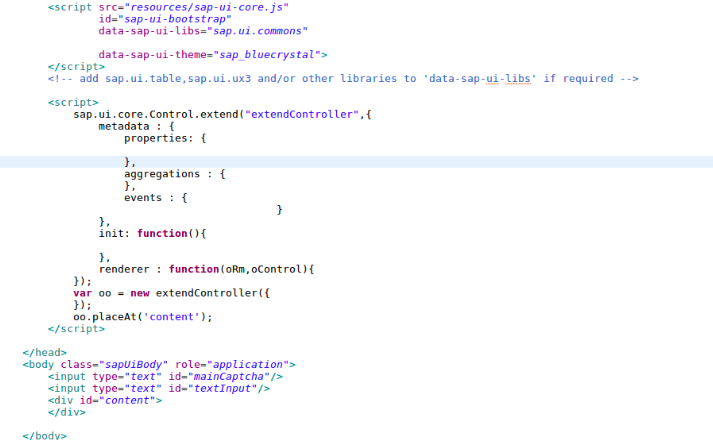 <script src="resources/sap-ui-core.js"
id="sap-ui-bootstrap"
data-sap-ui-libs="sap.ui.commons"
data-sap-ui-theme="sap_bluecrystal">
</script>
<!-- add sap.ui.table,sap.ui.ux3 and/or other libraries to 'data-sap-ui-libs' if required -->
<script>
sap.ui.core.Control.extend("extendController",{
metadata : {
properties: {
},
aggregations : {
},
events : {
}
},
init: function(){
},
renderer : function(oRm,oControl){
});
var oo = new extendController({
});
oo.placeAt('content');
</script>
</head>
<body class="sapUiBody" role="application">
<input type="text" id="mainCaptcha"/>
<input type="text" id="textInput"/>
<div id="content">
</div>
</body>